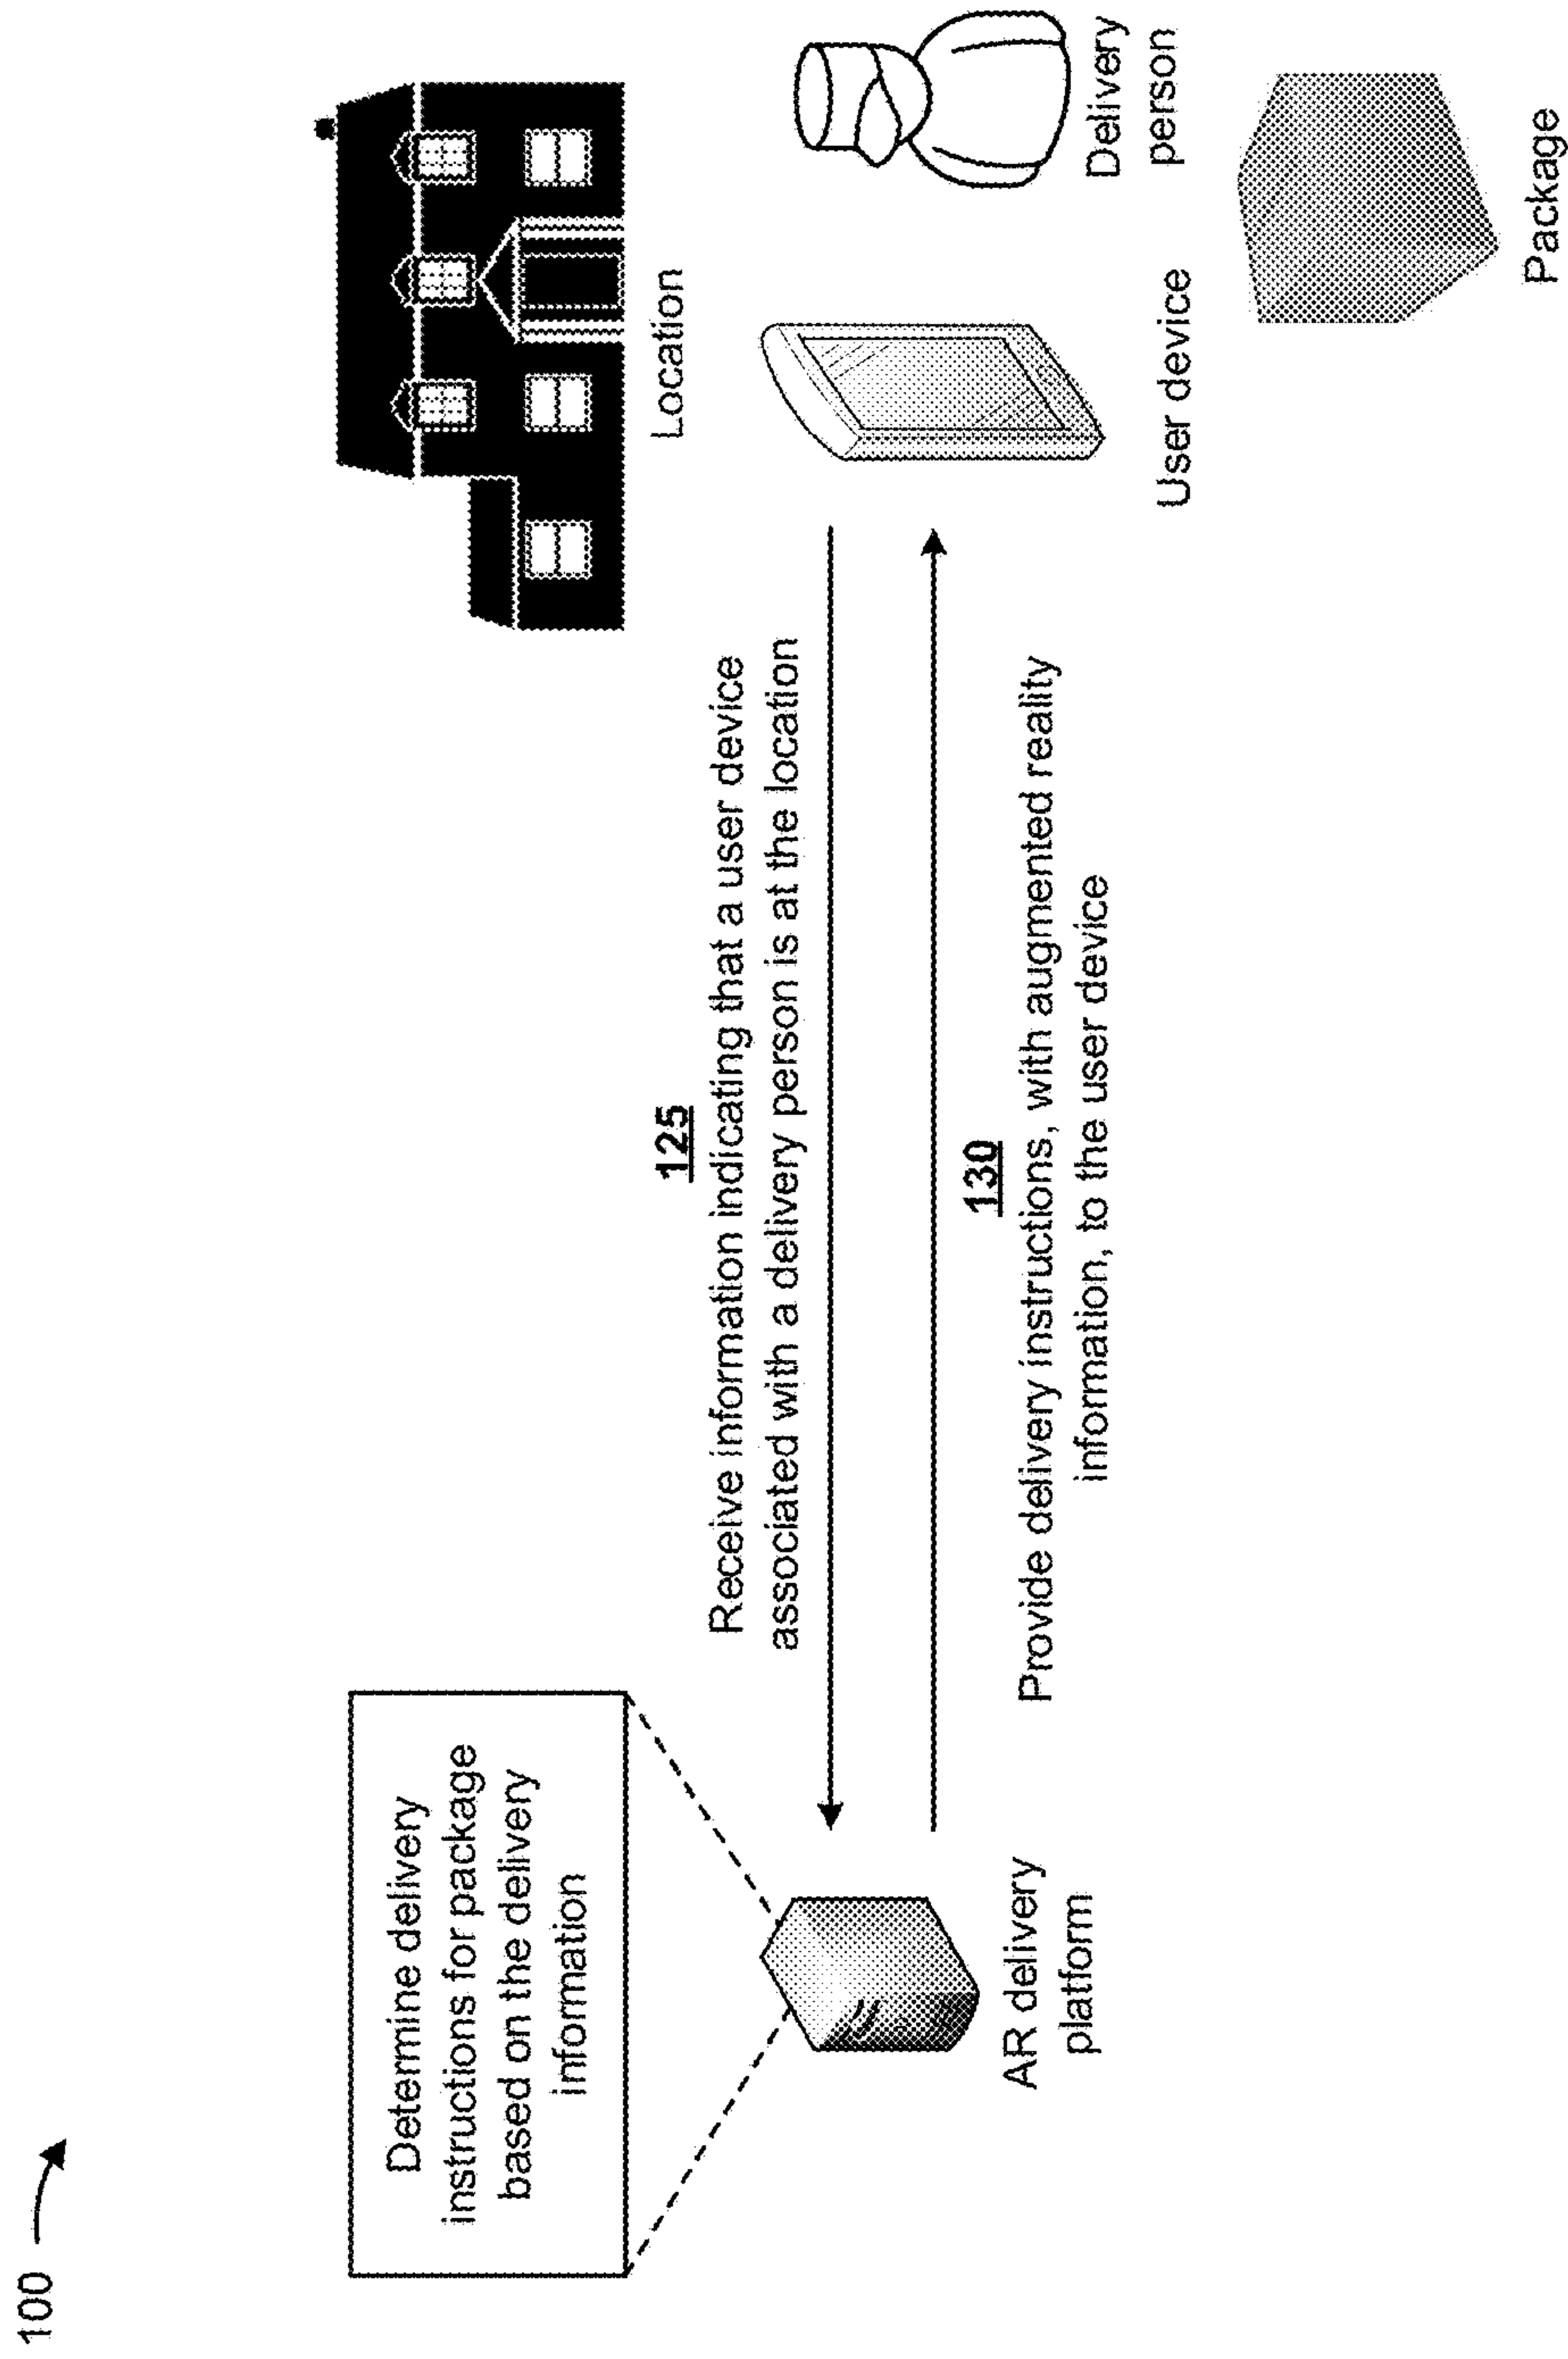 100
Determine delivery
instructions for package
based on the delivery
information
AR delivery
platform
125
Receive information indicating that a user device
associated with a delivery person is at the location
130
Provide delivery instructions, with augmented reality
information, to the user device
Location
User device
Delivery
person
Package